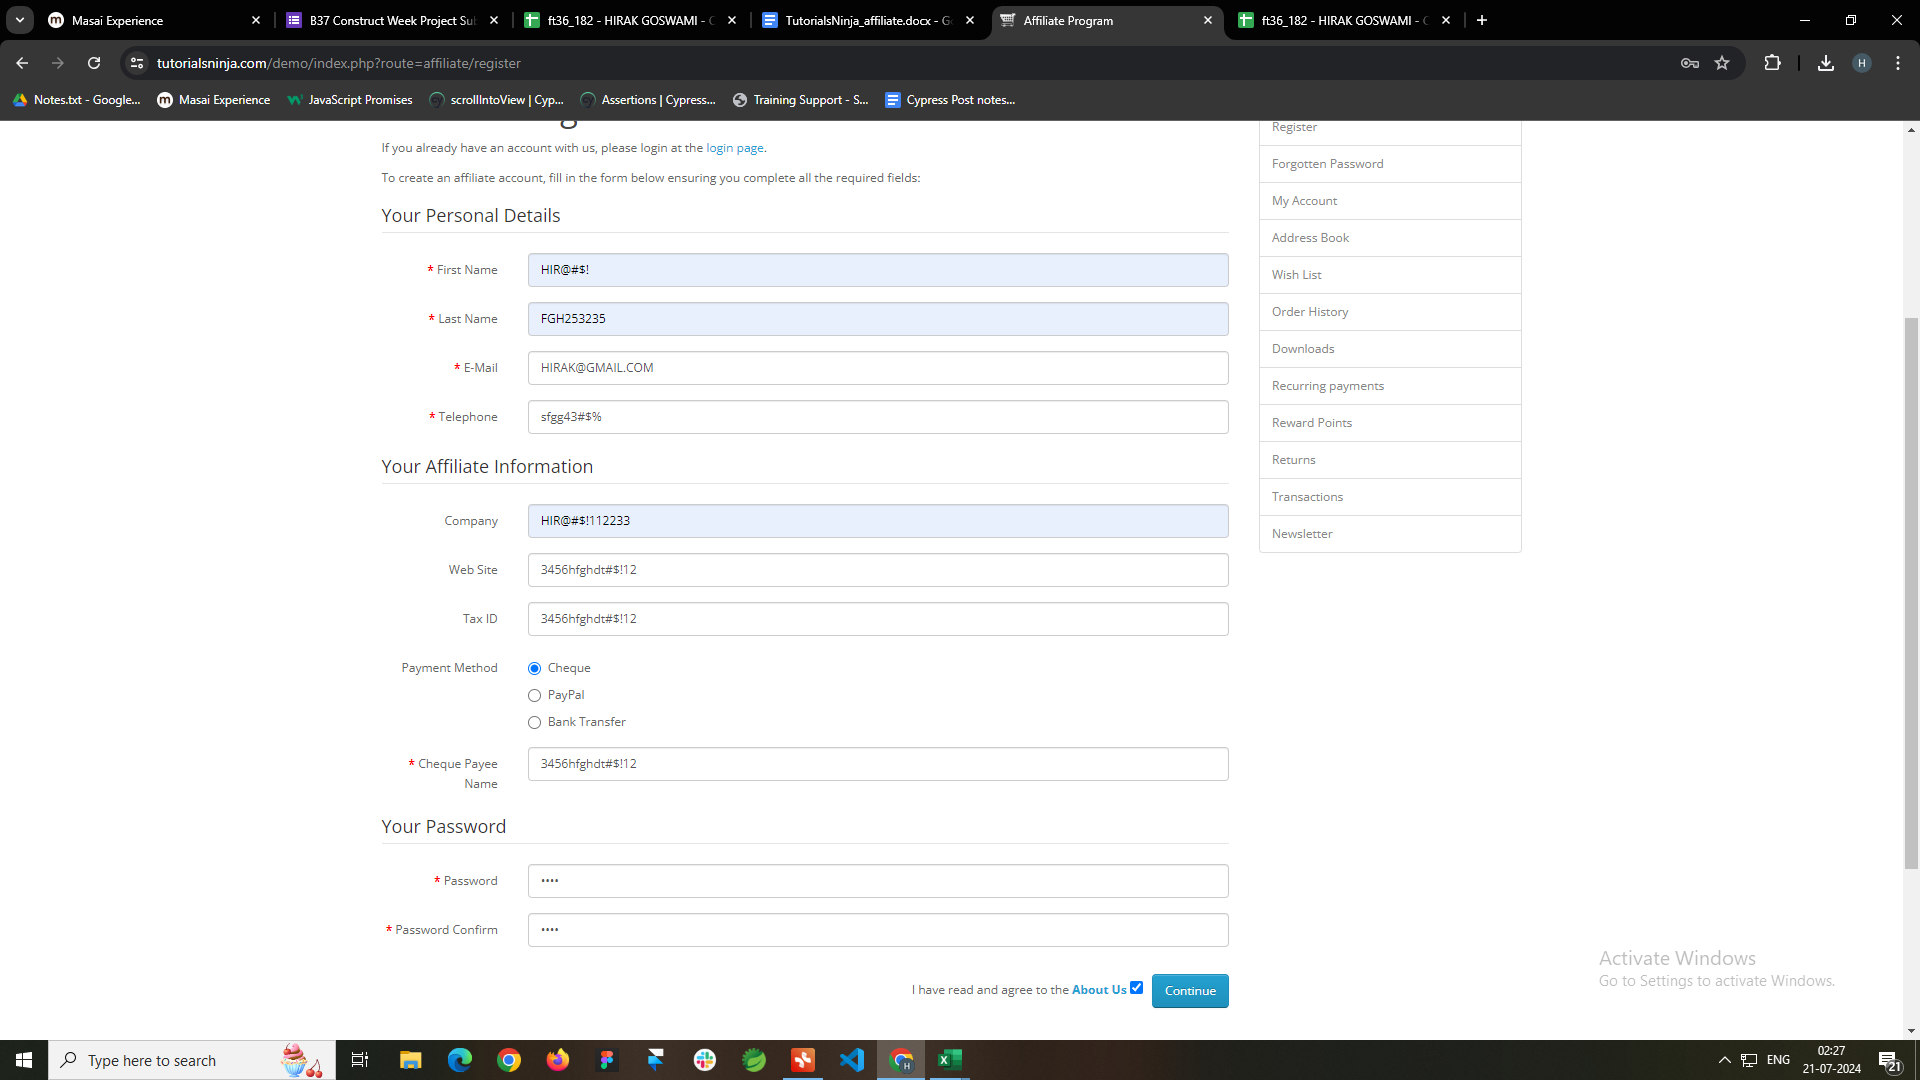 Masai Experience
B37 Construct Week Project Su
ft36_182 - HIRAK GOSWAMI -
TutorialsNinja_affiliate.docx - G
Affiliate Program
ft36_182 - HIRAK GOSWAMI -
tutorialsninja.com/demo/index.php?route=affiliate/register
H
Notes.txt - Google...
Masai Experience
JavaScript Promises
scrollIntoView | Cyp...
Assertions | Cypress...
Training Support - S...
Cypress Post notes...
If you already have an account with us, please login at the login page.
To create an affiliate account, fill in the form below ensuring you complete all the required fields:
Your Personal Details
* First Name
HIR@#$!
* Last Name
FGH253235
* E-Mail
HIRAK@GMAIL.COM
* Telephone
sfgg43#$%
Your Affiliate Information
Company
HIR@#$!112233
Web Site
3456hfghdt#$!12
Tax ID
3456hfghdt#$!12
Payment Method
Cheque
PayPal
Bank Transfer
* Cheque Payee
Name
3456hfghdt#$!12
Your Password
* Password
····
* Password Confirm
····
I have read and agree to the About Us
Continue
Register
Forgotten Password
My Account
Address Book
Wish List
Order History
Downloads
Recurring payments
Reward Points
Returns
Transactions
Newsletter
Activate Windows
Go to Settings to activate Windows.
Type here to search
ENG
02:27
21-07-2024
21